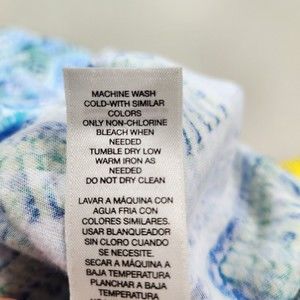 MACHINE WASH
COLD-WITH SIMILAR
COLORS
ONLY NON-CHLORINE
BLEACH WHEN
NEEDED
TUMBLE DRY LOW
WARM IRON AS
NEEDED
DO NOT DRY CLEAN
LAVAR A MÁQUINA CON
AGUA FRIA CON
COLORES SIMILARES.
USAR BLANQUEADOR
SIN CLORO CUANDO
SE NECESITE.
SECAR A MÁQUINA A
BAJA TEMPERATURA
PLANCHAR A
BAJA TEMPERATURA